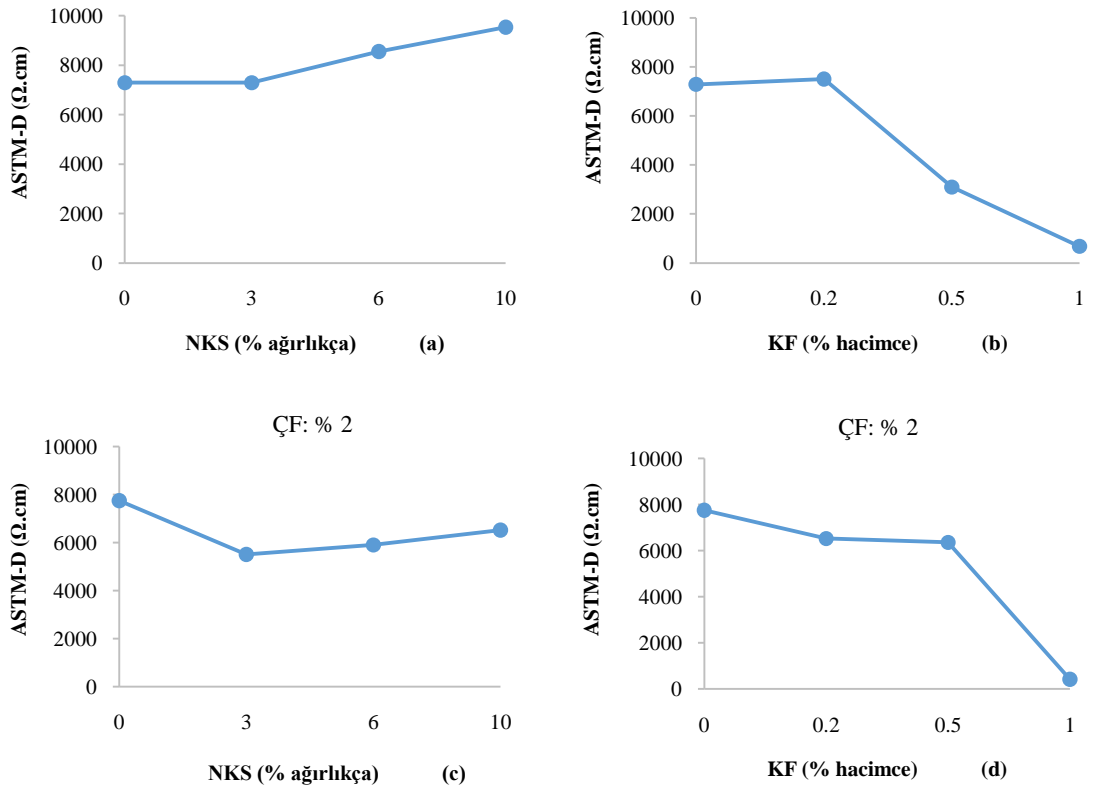 10000
8000
6000
4000
2000
0
ASTM-D (Ω.cm)
0 3 6 10
NKS (% ağırlıkça) (a)
10000
8000
6000
4000
2000
0
ASTM-D (Ω.cm)
0 0.2 0.5 1
KF (% hacimce) (b)
ÇF: % 2
10000
8000
6000
4000
2000
0
ASTM-D (Ω.cm)
0 3 6 10
NKS (% ağırlıkça) (c)
ÇF: % 2
10000
8000
6000
4000
2000
0
ASTM-D (Ω.cm)
0 0.2 0.5 1
KF (% hacimce) (d)